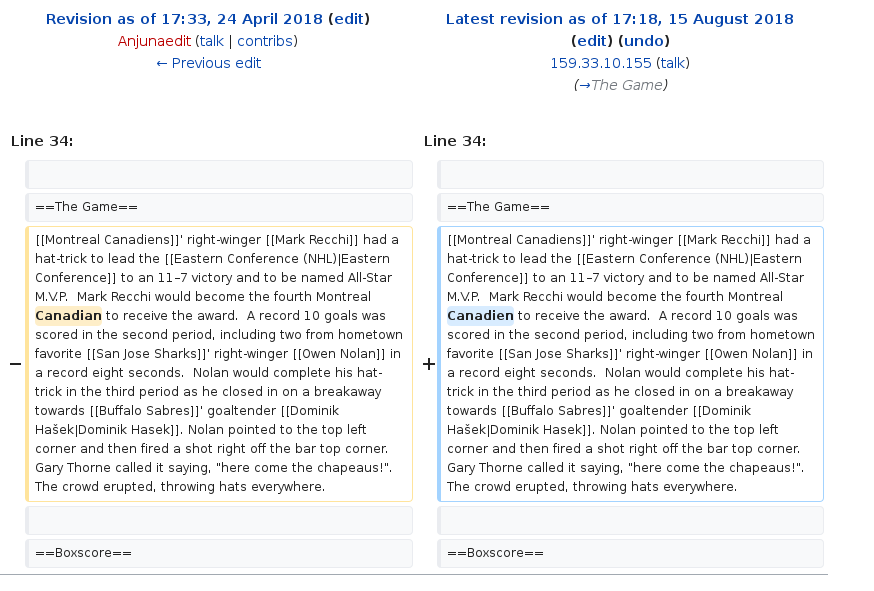 Revision as of 17:33, 24 April 2018 (edit)
Anjunaedit (talk | contribs)
← Previous edit
Latest revision as of 17:18, 15 August 2018
(edit) (undo)
159.33.10.155 (talk)
(→The Game)
Line 34:
Line 34:
==The Game==
==The Game==
[[Montreal Canadiens]]' right-winger [[Mark Recchi]] had a
hat-trick to lead the [[Eastern Conference (NHL)|Eastern
Conference]] to an 11–7 victory and to be named All-Star
M.V.P.  Mark Recchi would become the fourth Montreal
Canadian to receive the award.  A record 10 goals was
scored in the second period, including two from hometown
favorite [[San Jose Sharks]]' right-winger [[Owen Nolan]] in
− a record eight seconds.  Nolan would complete his hat-
trick in the third period as he closed in on a breakaway
towards [[Buffalo Sabres]]' goaltender [[Dominik
Hašek|Dominik Hasek]]. Nolan pointed to the top left
corner and then fired a shot right off the bar top corner.
Gary Thorne called it saying, "here come the chapeaus!".
The crowd erupted, throwing hats everywhere.
[[Montreal Canadiens]]' right-winger [[Mark Recchi]] had a
hat-trick to lead the [[Eastern Conference (NHL)|Eastern
Conference]] to an 11–7 victory and to be named All-Star
M.V.P.  Mark Recchi would become the fourth Montreal
Canadien to receive the award.  A record 10 goals was
scored in the second period, including two from hometown
favorite [[San Jose Sharks]]' right-winger [[Owen Nolan]] in
+ a record eight seconds.  Nolan would complete his hat-
trick in the third period as he closed in on a breakaway
towards [[Buffalo Sabres]]' goaltender [[Dominik
Hašek|Dominik Hasek]]. Nolan pointed to the top left
corner and then fired a shot right off the bar top corner.
Gary Thorne called it saying, "here come the chapeaus!".
The crowd erupted, throwing hats everywhere.
==Boxscore==
==Boxscore==